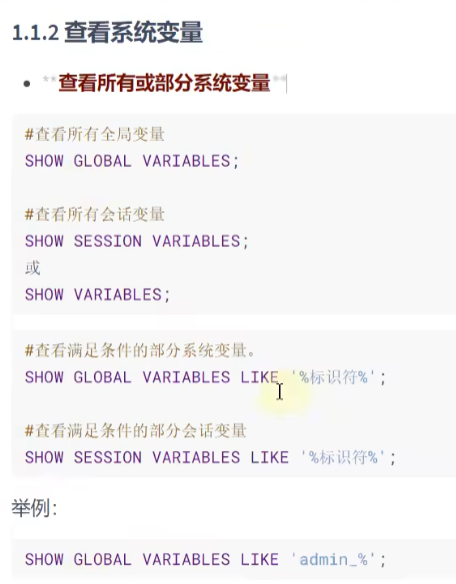 1.1.2 查看系统变量
**查看所有或部分系统变量**
#查看所有全局变量
SHOW GLOBAL VARIABLES;
#查看所有会话变量
SHOW SESSION VARIABLES;
或
SHOW VARIABLES;
#查看满足条件的部分系统变量。
SHOW GLOBAL VARIABLES LIKE '%标识符%';
#查看满足条件的部分会话变量
SHOW SESSION VARIABLES LIKE '%标识符%';
举例：
SHOW GLOBAL VARIABLES LIKE 'admin_%';